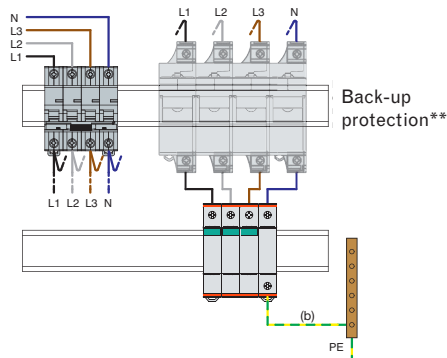 N
L3
L2
L1
L1 L2 L3 N
Back-up
protection**
L1 L2 L3 N
(b)
PE